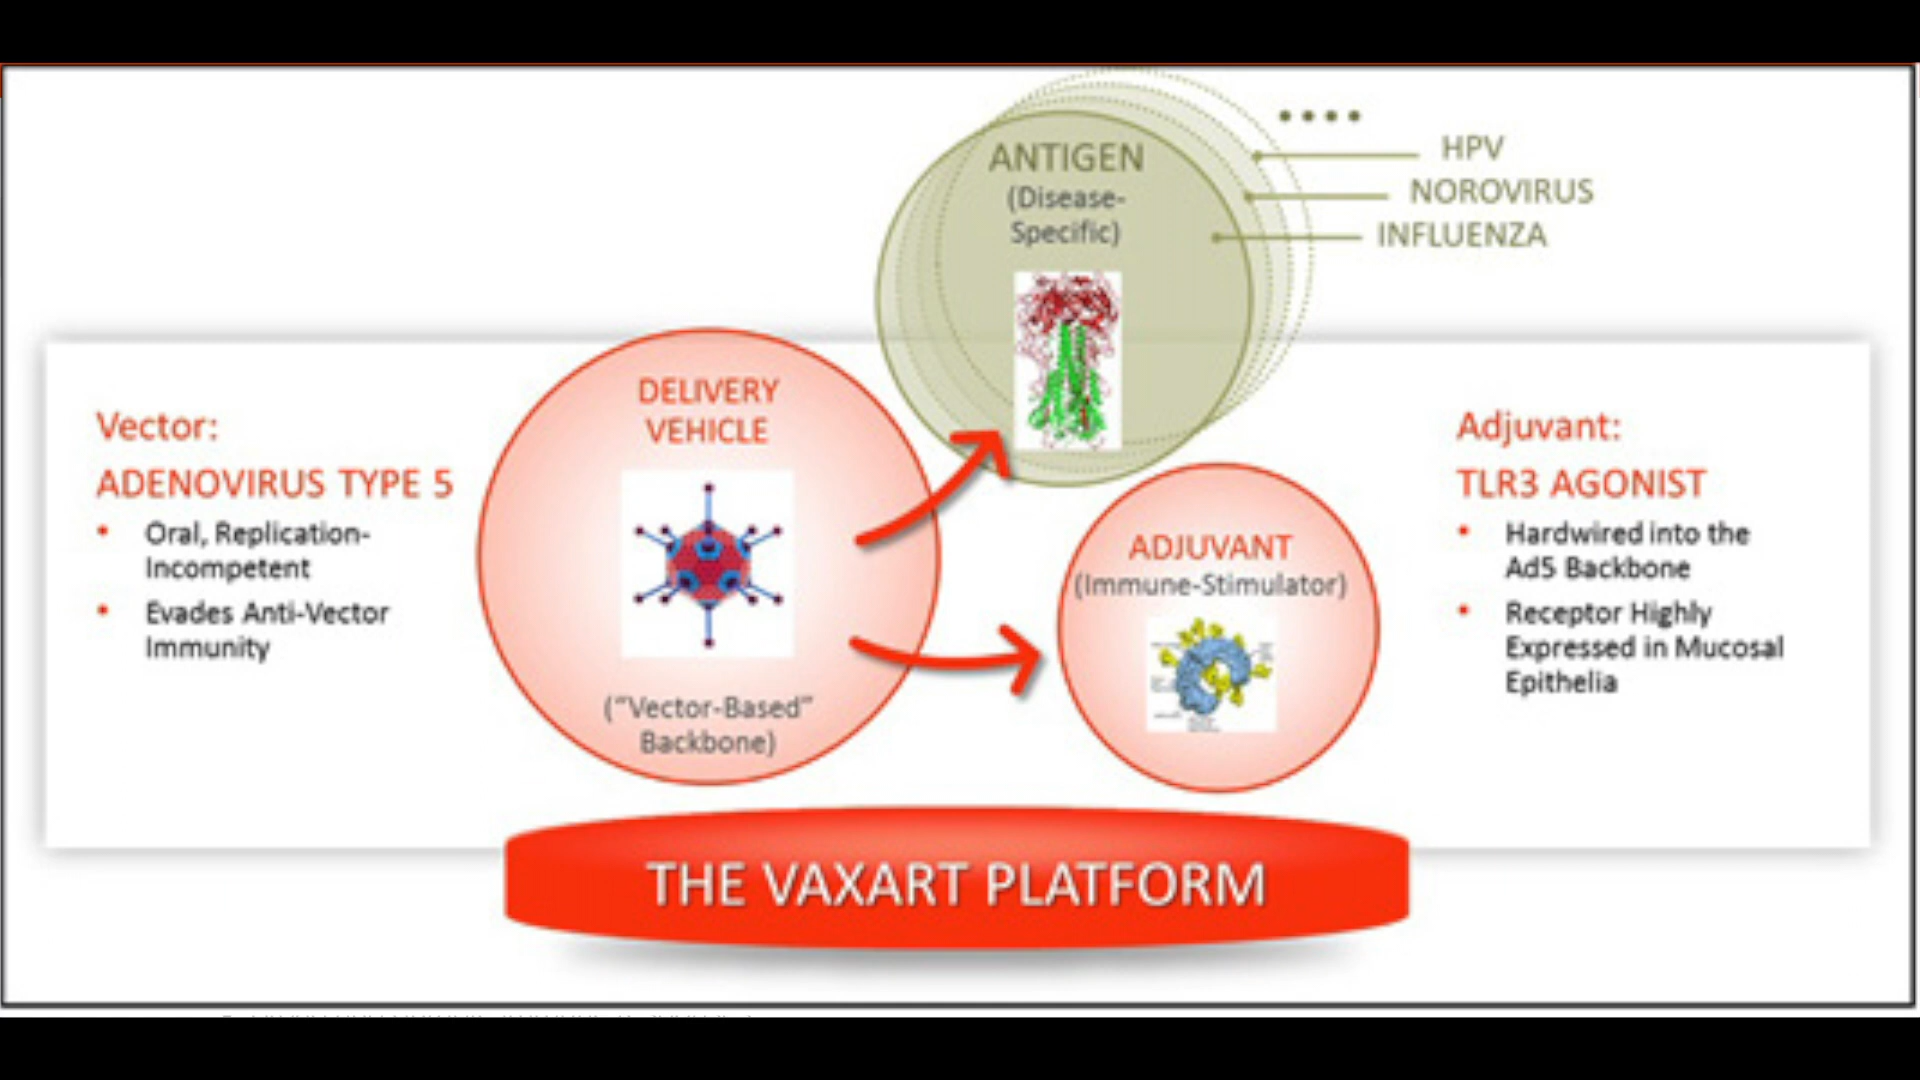 ••••
HPV
NOROVIRUS
INFLUENZA
ANTIGEN
(Disease-
Specific)
DELIVERY
VEHICLE
("Vector-Based"
Backbone)
Vector:
ADENOVIRUS TYPE 5
• Oral, Replication-
Incompetent
• Evades Anti-Vector
Immunity
ADJUVANT
(Immune-Stimulator)
Adjuvant:
TLR3 AGONIST
• Hardwired into the
Ad5 Backbone
• Receptor Highly
Expressed in Mucosal
Epithelia
THE VAXART PLATFORM